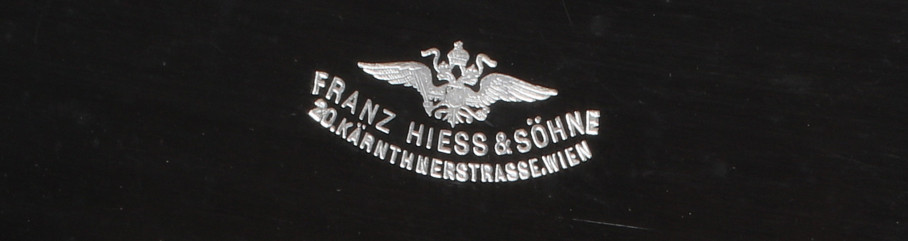 FRANZ HIESS & SÖHNE
20.KÄRNTHNERSTRASSE.WIEN